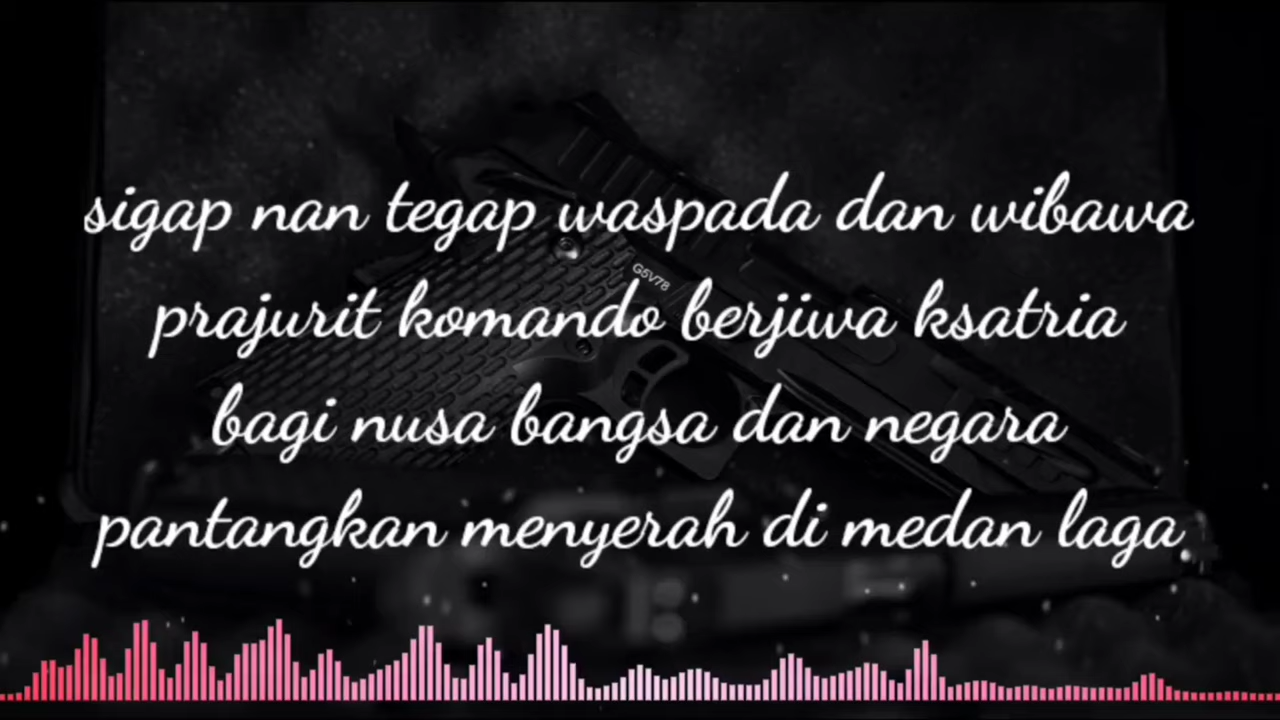 sigap nan tegap waspada dan wibawa
G5V78
prajurit komando berjiwa ksatria
bagi nusa bangsa dan negara
pantangkan menyerah di medan laga